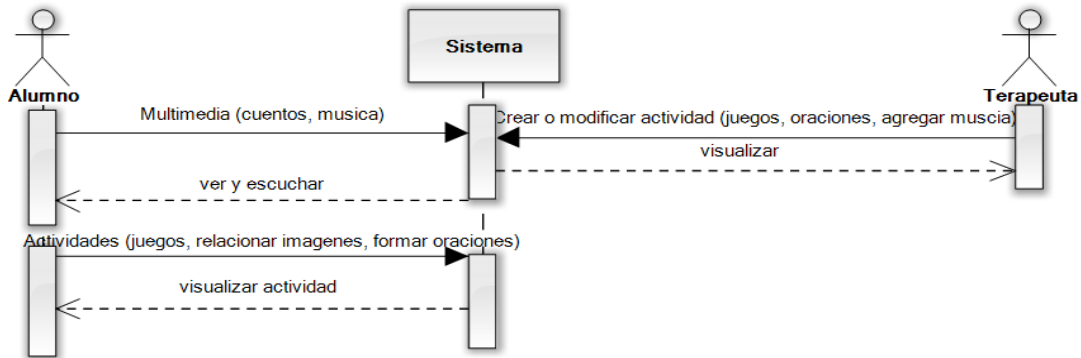 Sistema
Alumno
Terapeuta
Multimedia (cuentos, musica)
Crear o modificar actividad (juegos, oraciones, agregar muscia)
visualizar
ver y escuchar
Actividades (juegos, relacionar imagenes, formar oraciones)
visualizar actividad